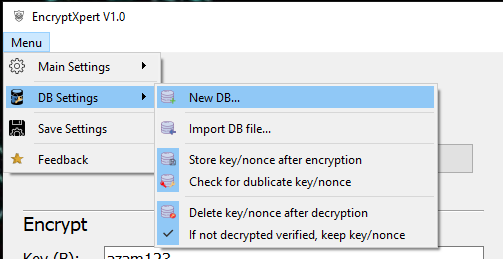 EncryptXpert V1.0
Menu
Main Settings
DB Settings
Save Settings
Feedback
New DB...
Import DB file...
Store key/nonce after encryption
Check for dublicate key/nonce
Delete key/nonce after decryption
If not decrypted verified, keep key/nonce
Encrypt